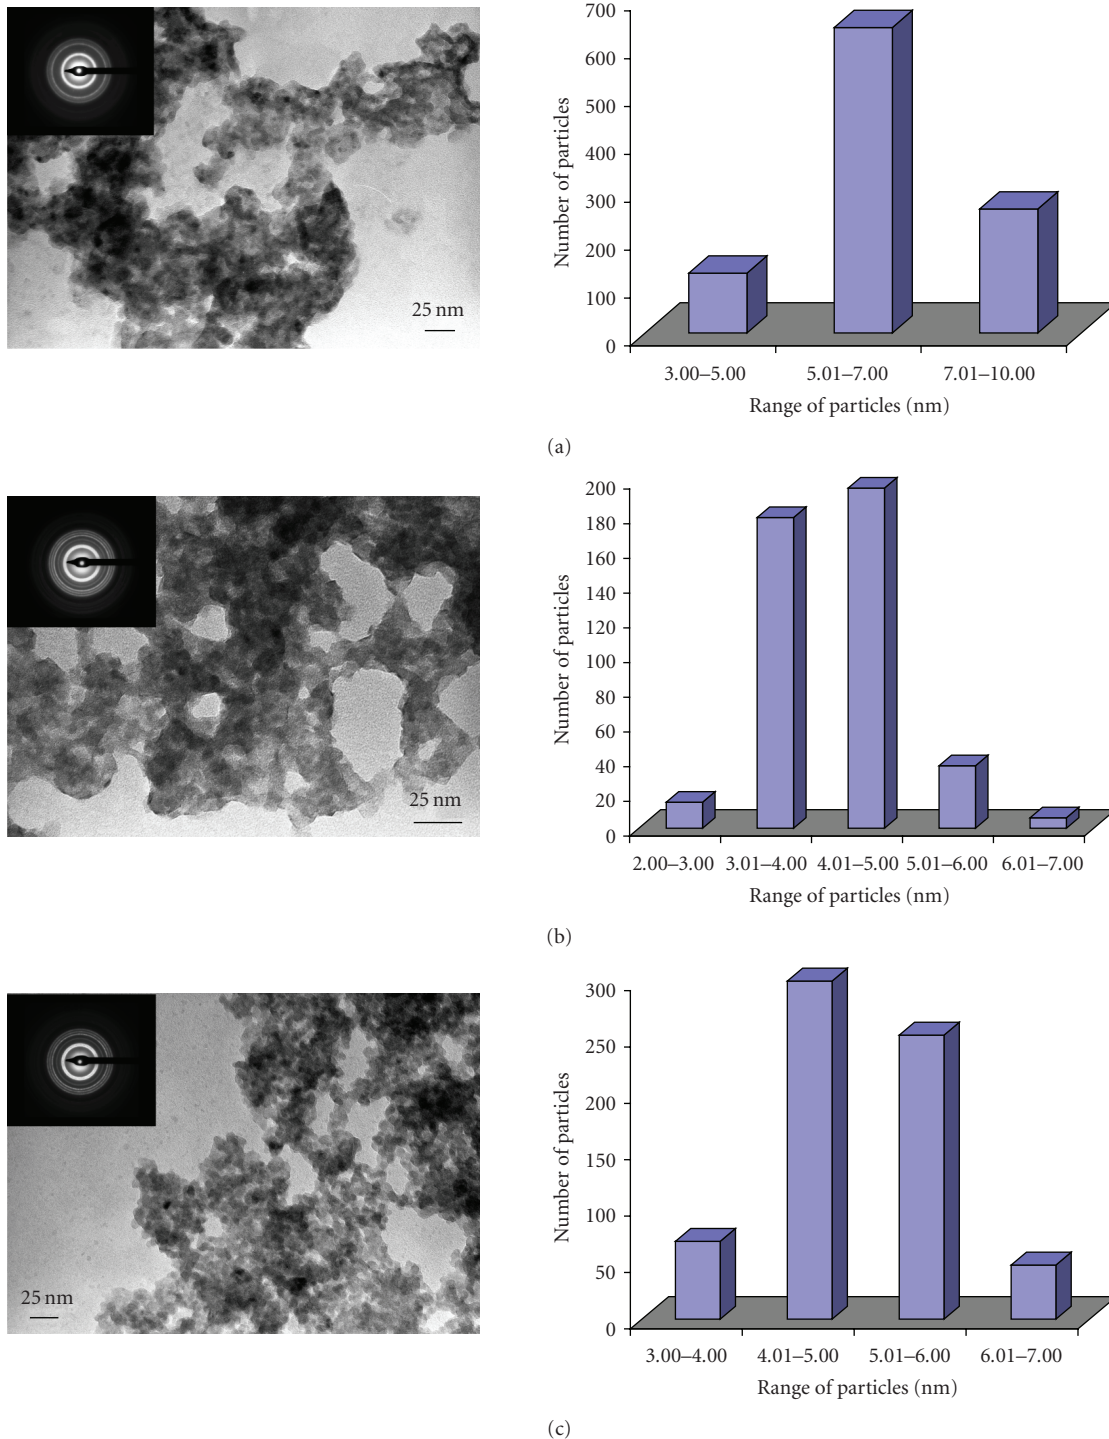 25 nm
700
600
500
400
300
200
100
0
Number of particles
3.00–5.00 5.01–7.00 7.01–10.00
Range of particles (nm)
(a)
25 nm
200
180
160
140
120
100
80
60
40
20
0
Number of particles
2.00–3.00 3.01–4.00 4.01–5.00 5.01–6.00 6.01–7.00
Range of particles (nm)
(b)
25 nm
300
250
200
150
100
50
0
Number of particles
3.00–4.00 4.01–5.00 5.01–6.00 6.01–7.00
Range of particles (nm)
(c)